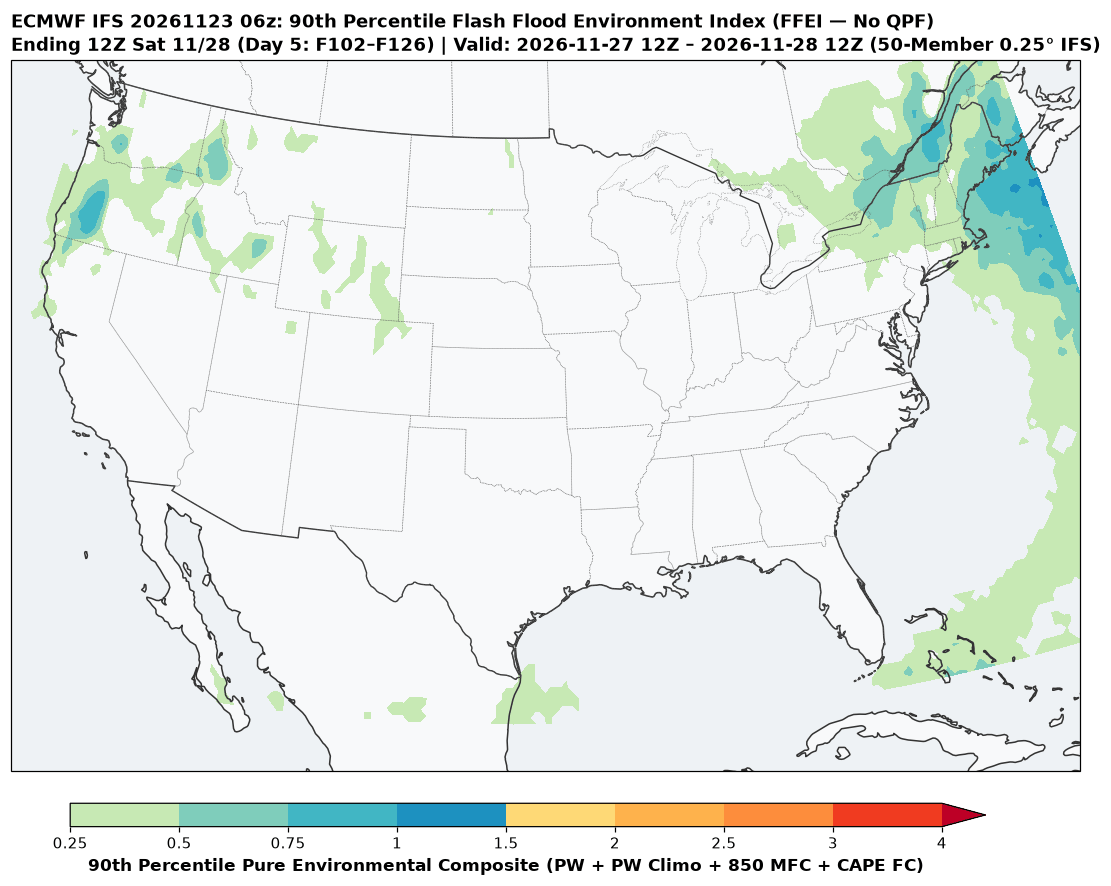 ECMWF IFS 20261123 06z: 90th Percentile Flash Flood Environment Index (FFEI — No QPF)
Ending 12Z Sat 11/28 (Day 5: F102–F126) | Valid: 2026-11-27 12Z – 2026-11-28 12Z (50-Member 0.25° IFS)
0.25 0.5 0.75 1 1.5 2 2.5 3 4
90th Percentile Pure Environmental Composite (PW + PW Climo + 850 MFC + CAPE FC)